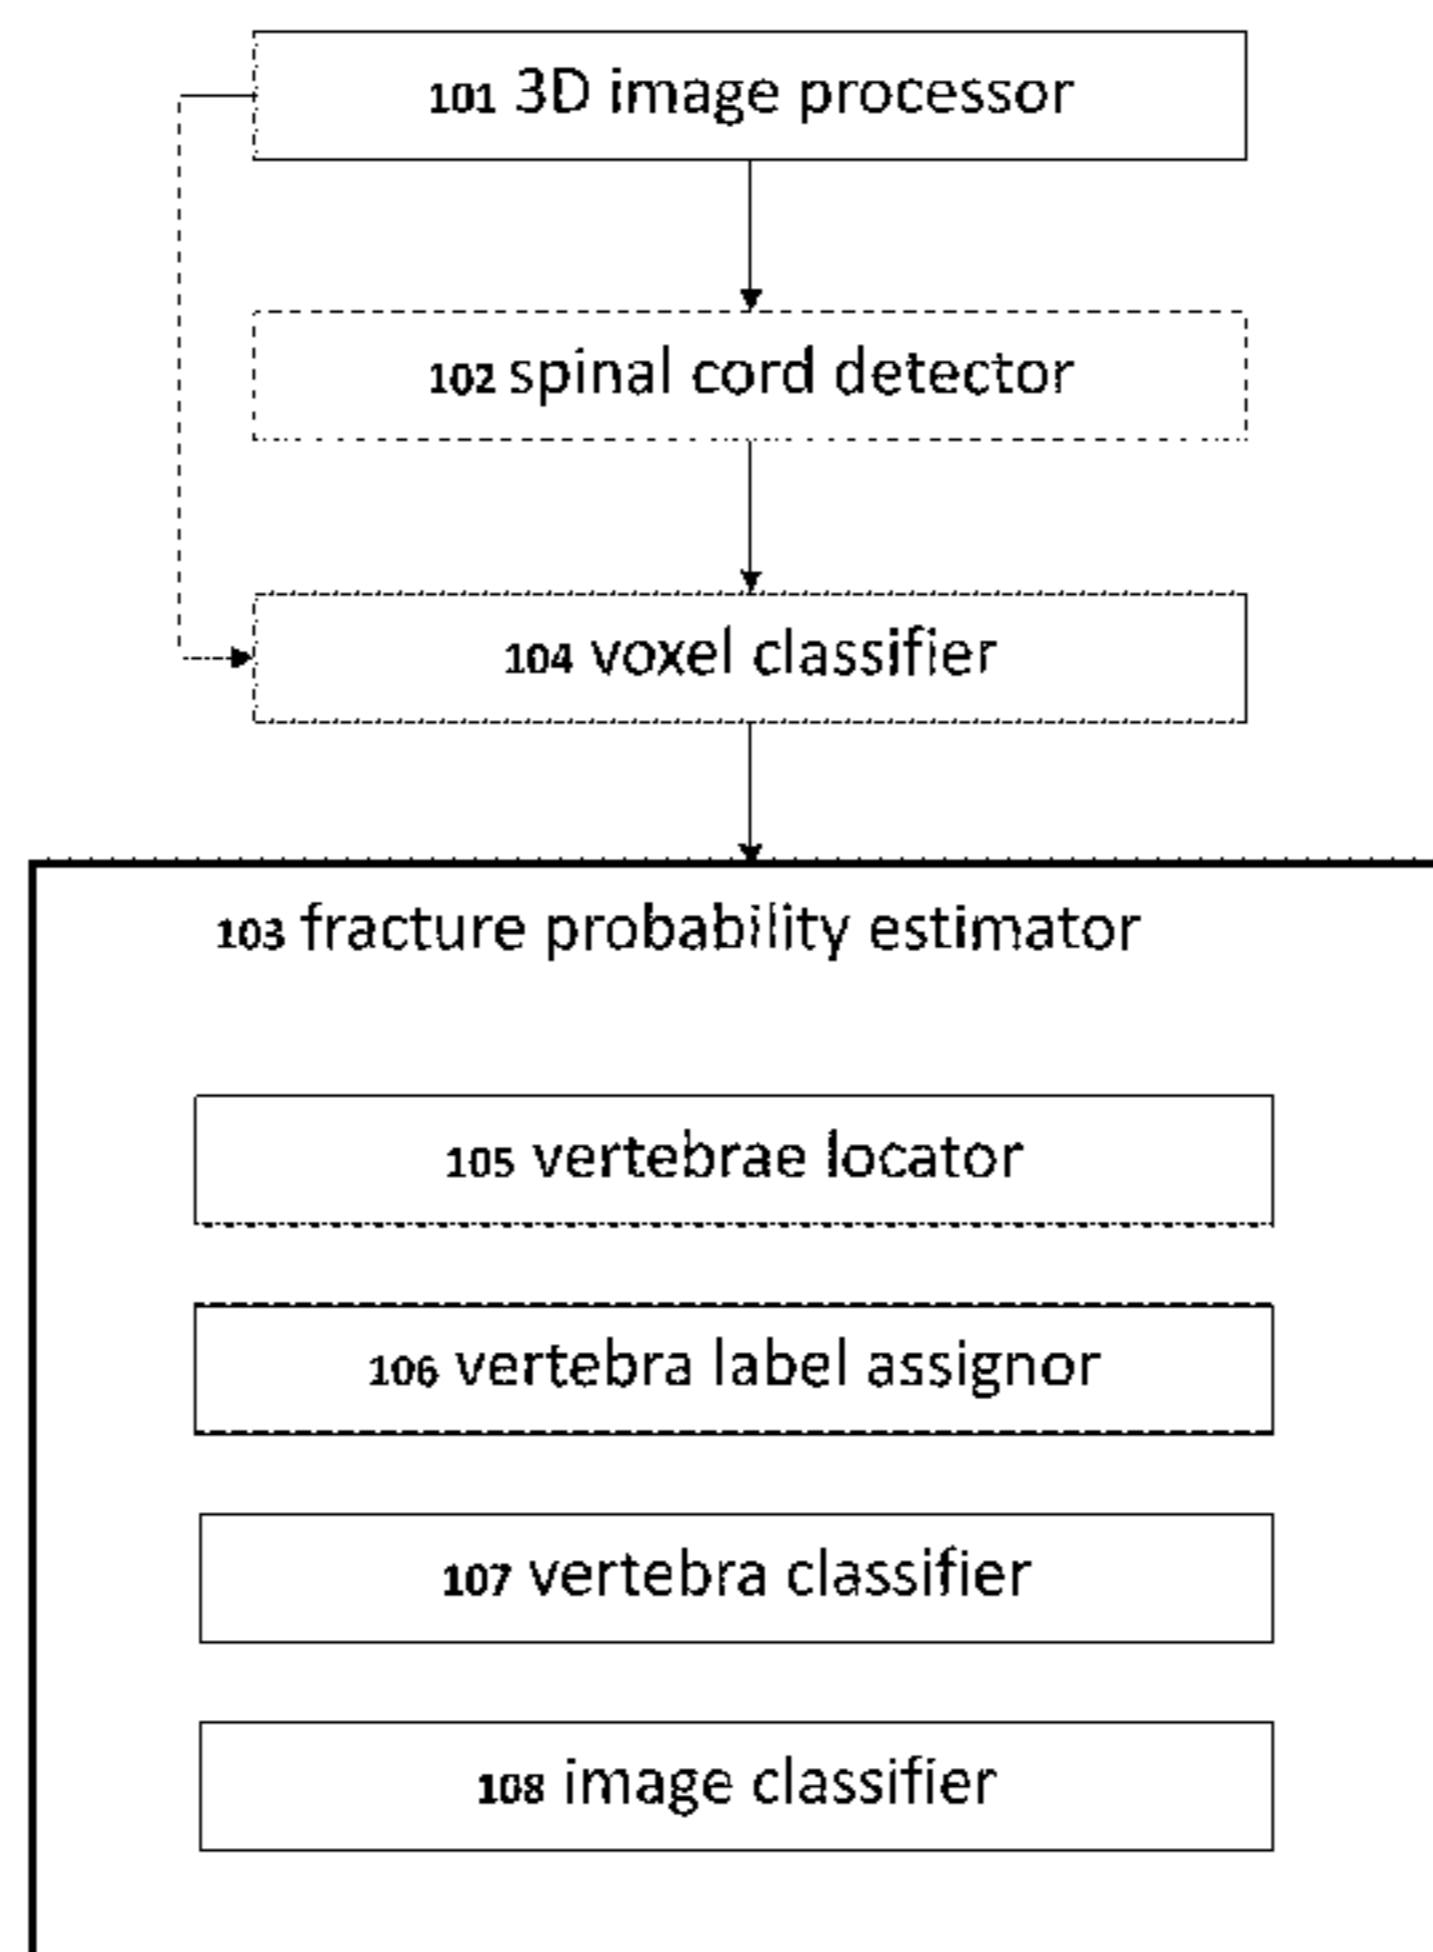 101 3D image processor
102 spinal cord detector
104 voxel classifier
103 fracture probability estimator
105 vertebrae locator
106 vertebra label assignor
107 vertebra classifier
108 image classifier